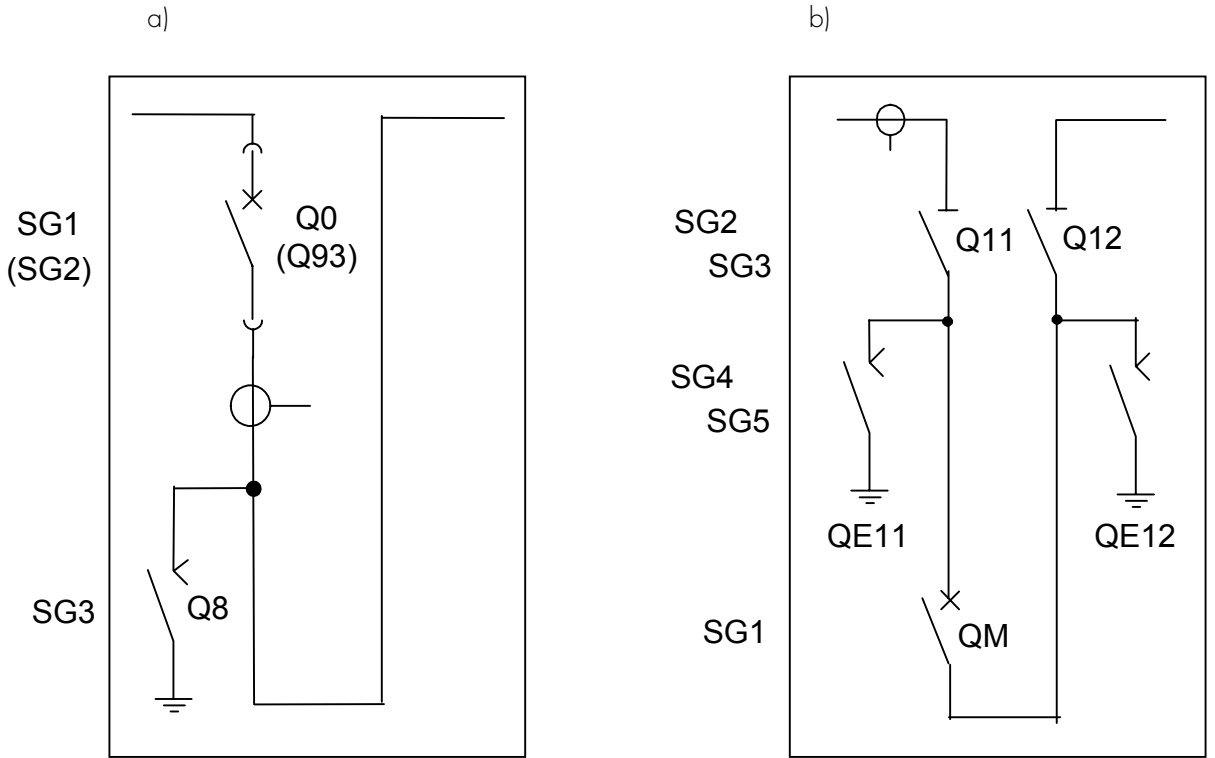 a)
SG1
(SG2)
Q0
(Q93)
SG3
Q8
b)
SG2
SG3
Q11
Q12
SG4
SG5
QE11
QE12
SG1
QM